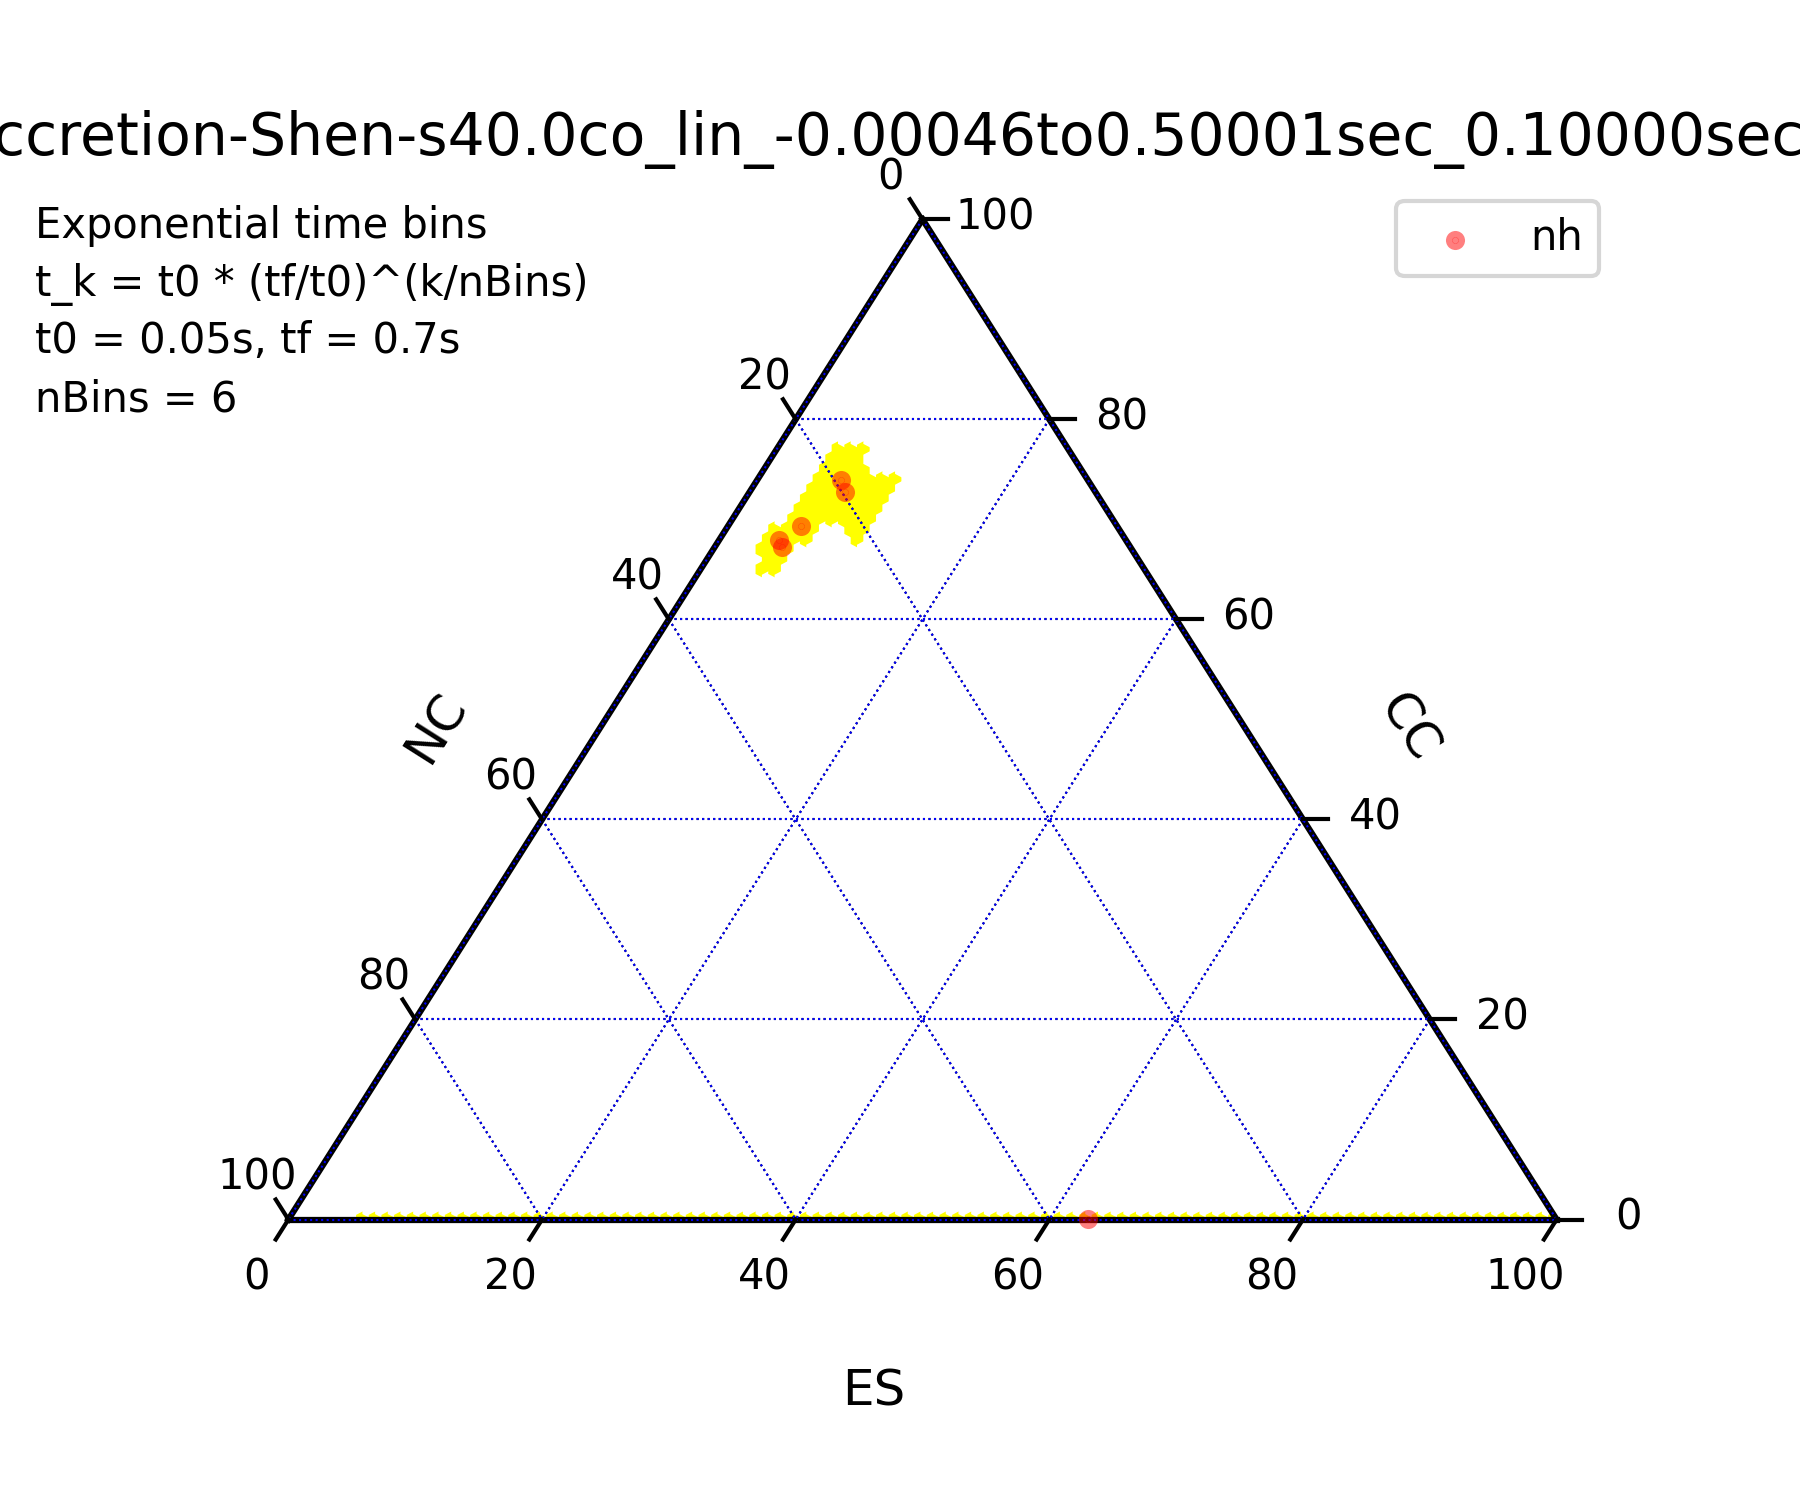 ccretion-Shen-s40.0co_lin_-0.00046to0.50001sec_0.10000sec
Exponential time bins
t_k = t0 * (tf/t0)^(k/nBins)
t0 = 0.05s, tf = 0.7s
nBins = 6
nh
0
100
20
80
40
60
NC
CC
60
40
80
20
100
0
0
20
40
60
80
100
ES